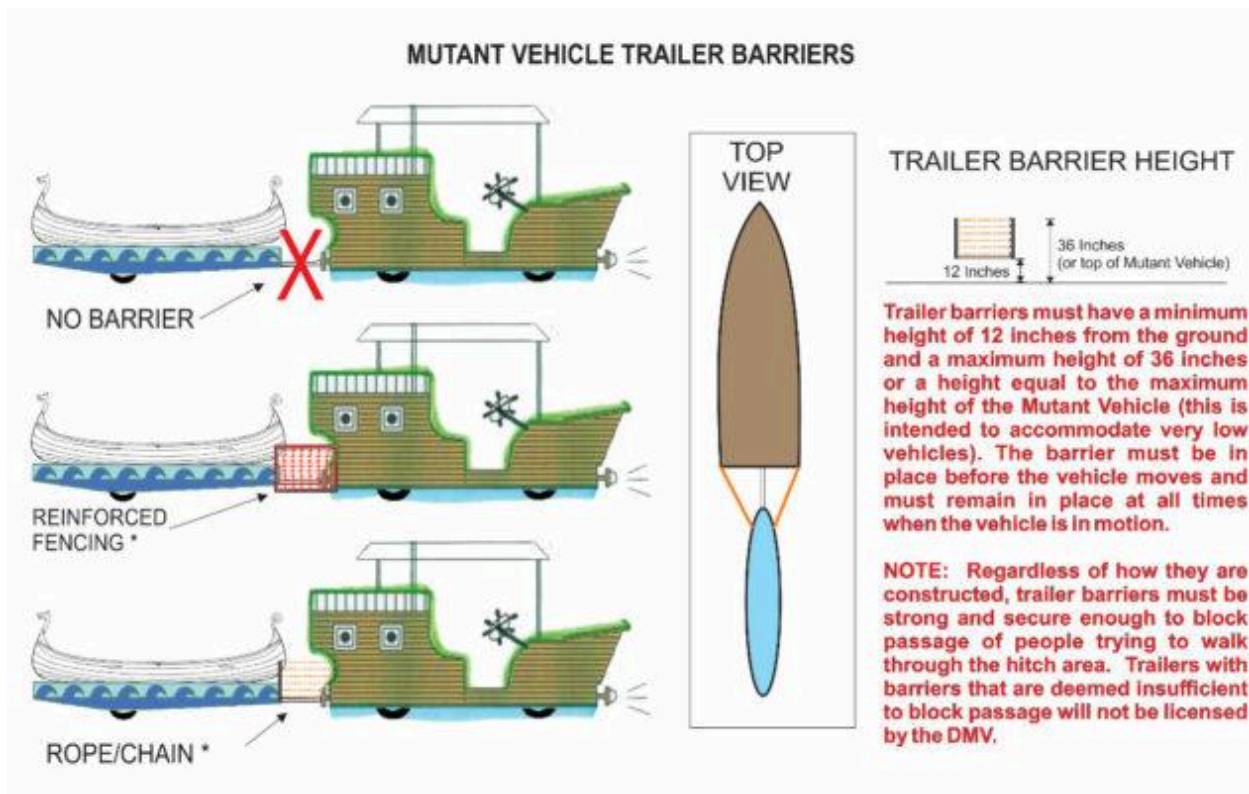 MUTANT VEHICLE TRAILER BARRIERS
NO BARRIER
REINFORCED
FENCING *
ROPE/CHAIN *
TOP
VIEW
TRAILER BARRIER HEIGHT
36 Inches
(or top of Mutant Vehicle)
12 Inches
Trailer barriers must have a minimum
height of 12 inches from the ground
and a maximum height of 36 inches
or a height equal to the maximum
height of the Mutant Vehicle (this is
intended to accommodate very low
vehicles). The barrier must be in
place before the vehicle moves and
must remain in place at all times
when the vehicle is in motion.
NOTE: Regardless of how they are
constructed, trailer barriers must be
strong and secure enough to block
passage of people trying to walk
through the hitch area. Trailers with
barriers that are deemed insufficient
to block passage will not be licensed
by the DMV.